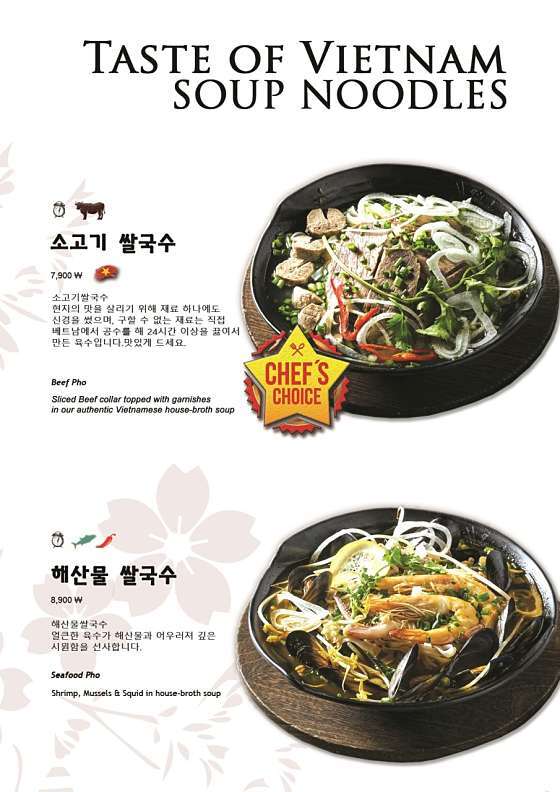 TASTE OF VIETNAM
SOUP NOODLES
소고기 쌀국수
7,900 ₩
소고기쌀국수
현지의 맛을 살리기 위해 재료 하나에도
신경을 썼으며, 구할 수 없는 재료는 직접
베트남에서 공수를 해 24시간 이상을 끓여서
만든 육수입니다.맛있게 드세요.
Beef Pho
Sliced Beef collar topped with garnishes
in our authentic Vietnamese house-broth soup
CHEF´S
CHOICE
해산물 쌀국수
8,900 ₩
해산물쌀국수
얼큰한 육수가 해산물과 어우러져 깊은
시원함을 선사합니다.
Seafood Pho
Shrimp, Mussels & Squid in house-broth soup